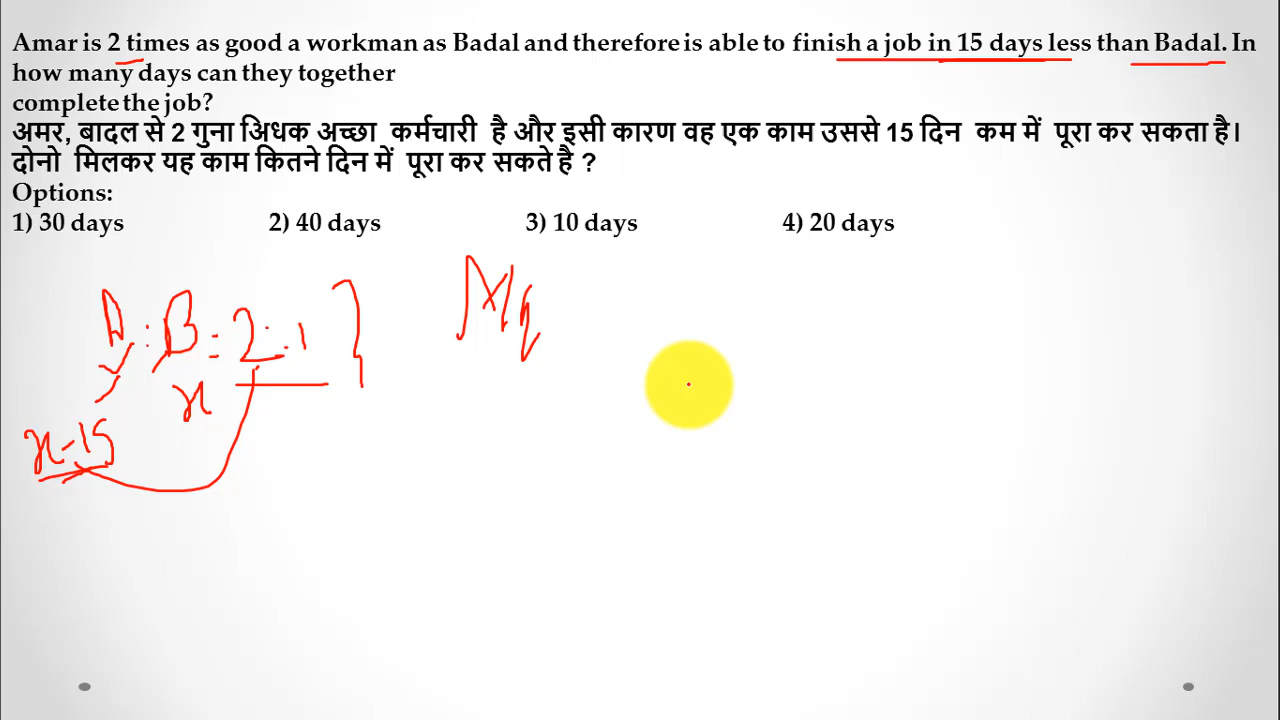 Amar is 2 times as good a workman as Badal and therefore is able to finish a job in 15 days less than Badal. In
how many days can they together
complete the job?
अमर, बादल से 2 गुना अिधक अच्छा कर्मचारी है और इसी कारण वह एक काम उससे 15 दिन कम में पूरा कर सकता है।
दोनो मिलकर यह काम कितने दिन में पूरा कर सकते है ?
Options:
1) 30 days 2) 40 days 3) 10 days 4) 20 days
A : B = 2 : 1
x
x-15